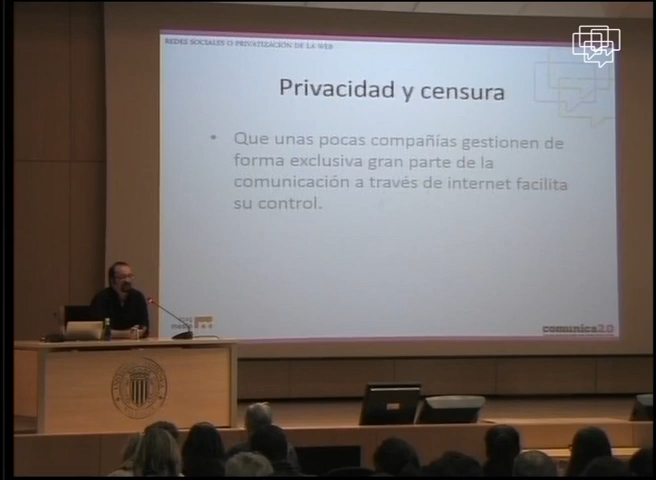 REDES SOCIALES O PRIVATIZACIÓN DE LA WEB
Privacidad y censura
• Que unas pocas compañías gestionen de
forma exclusiva gran parte de la
comunicación a través de internet facilita
su control.
comunica2.0